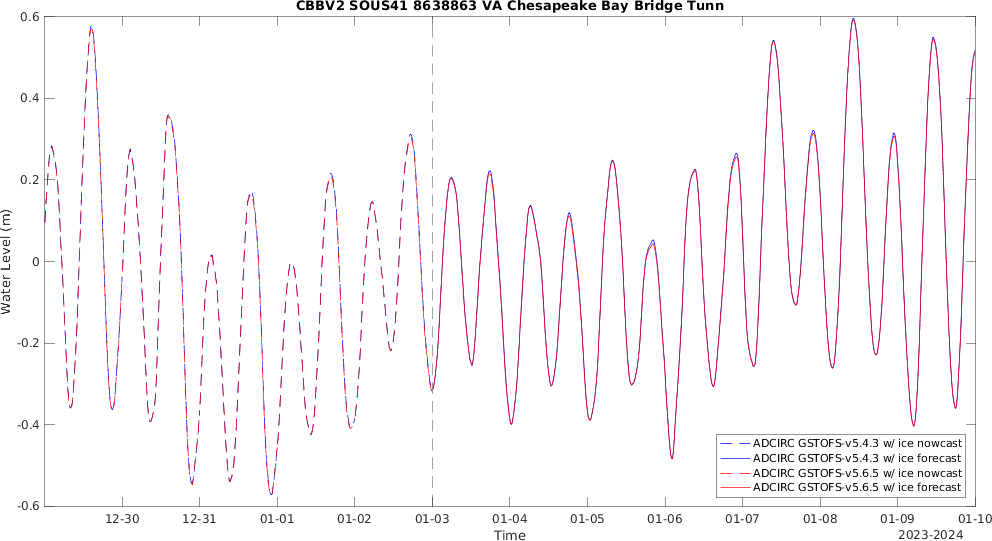 CBBV2 SOUS41 8638863 VA Chesapeake Bay Bridge Tunn
0.6
0.4
0.2
0
-0.2
-0.4
-0.6
Water Level (m)
ADCIRC GSTOFS-v5.4.3 w/ ice nowcast
ADCIRC GSTOFS-v5.4.3 w/ ice forecast
ADCIRC GSTOFS-v5.6.5 w/ ice nowcast
ADCIRC GSTOFS-v5.6.5 w/ ice forecast
12-30 12-31 01-01 01-02 01-03 01-04 01-05 01-06 01-07 01-08 01-09 01-10
Time
2023-2024